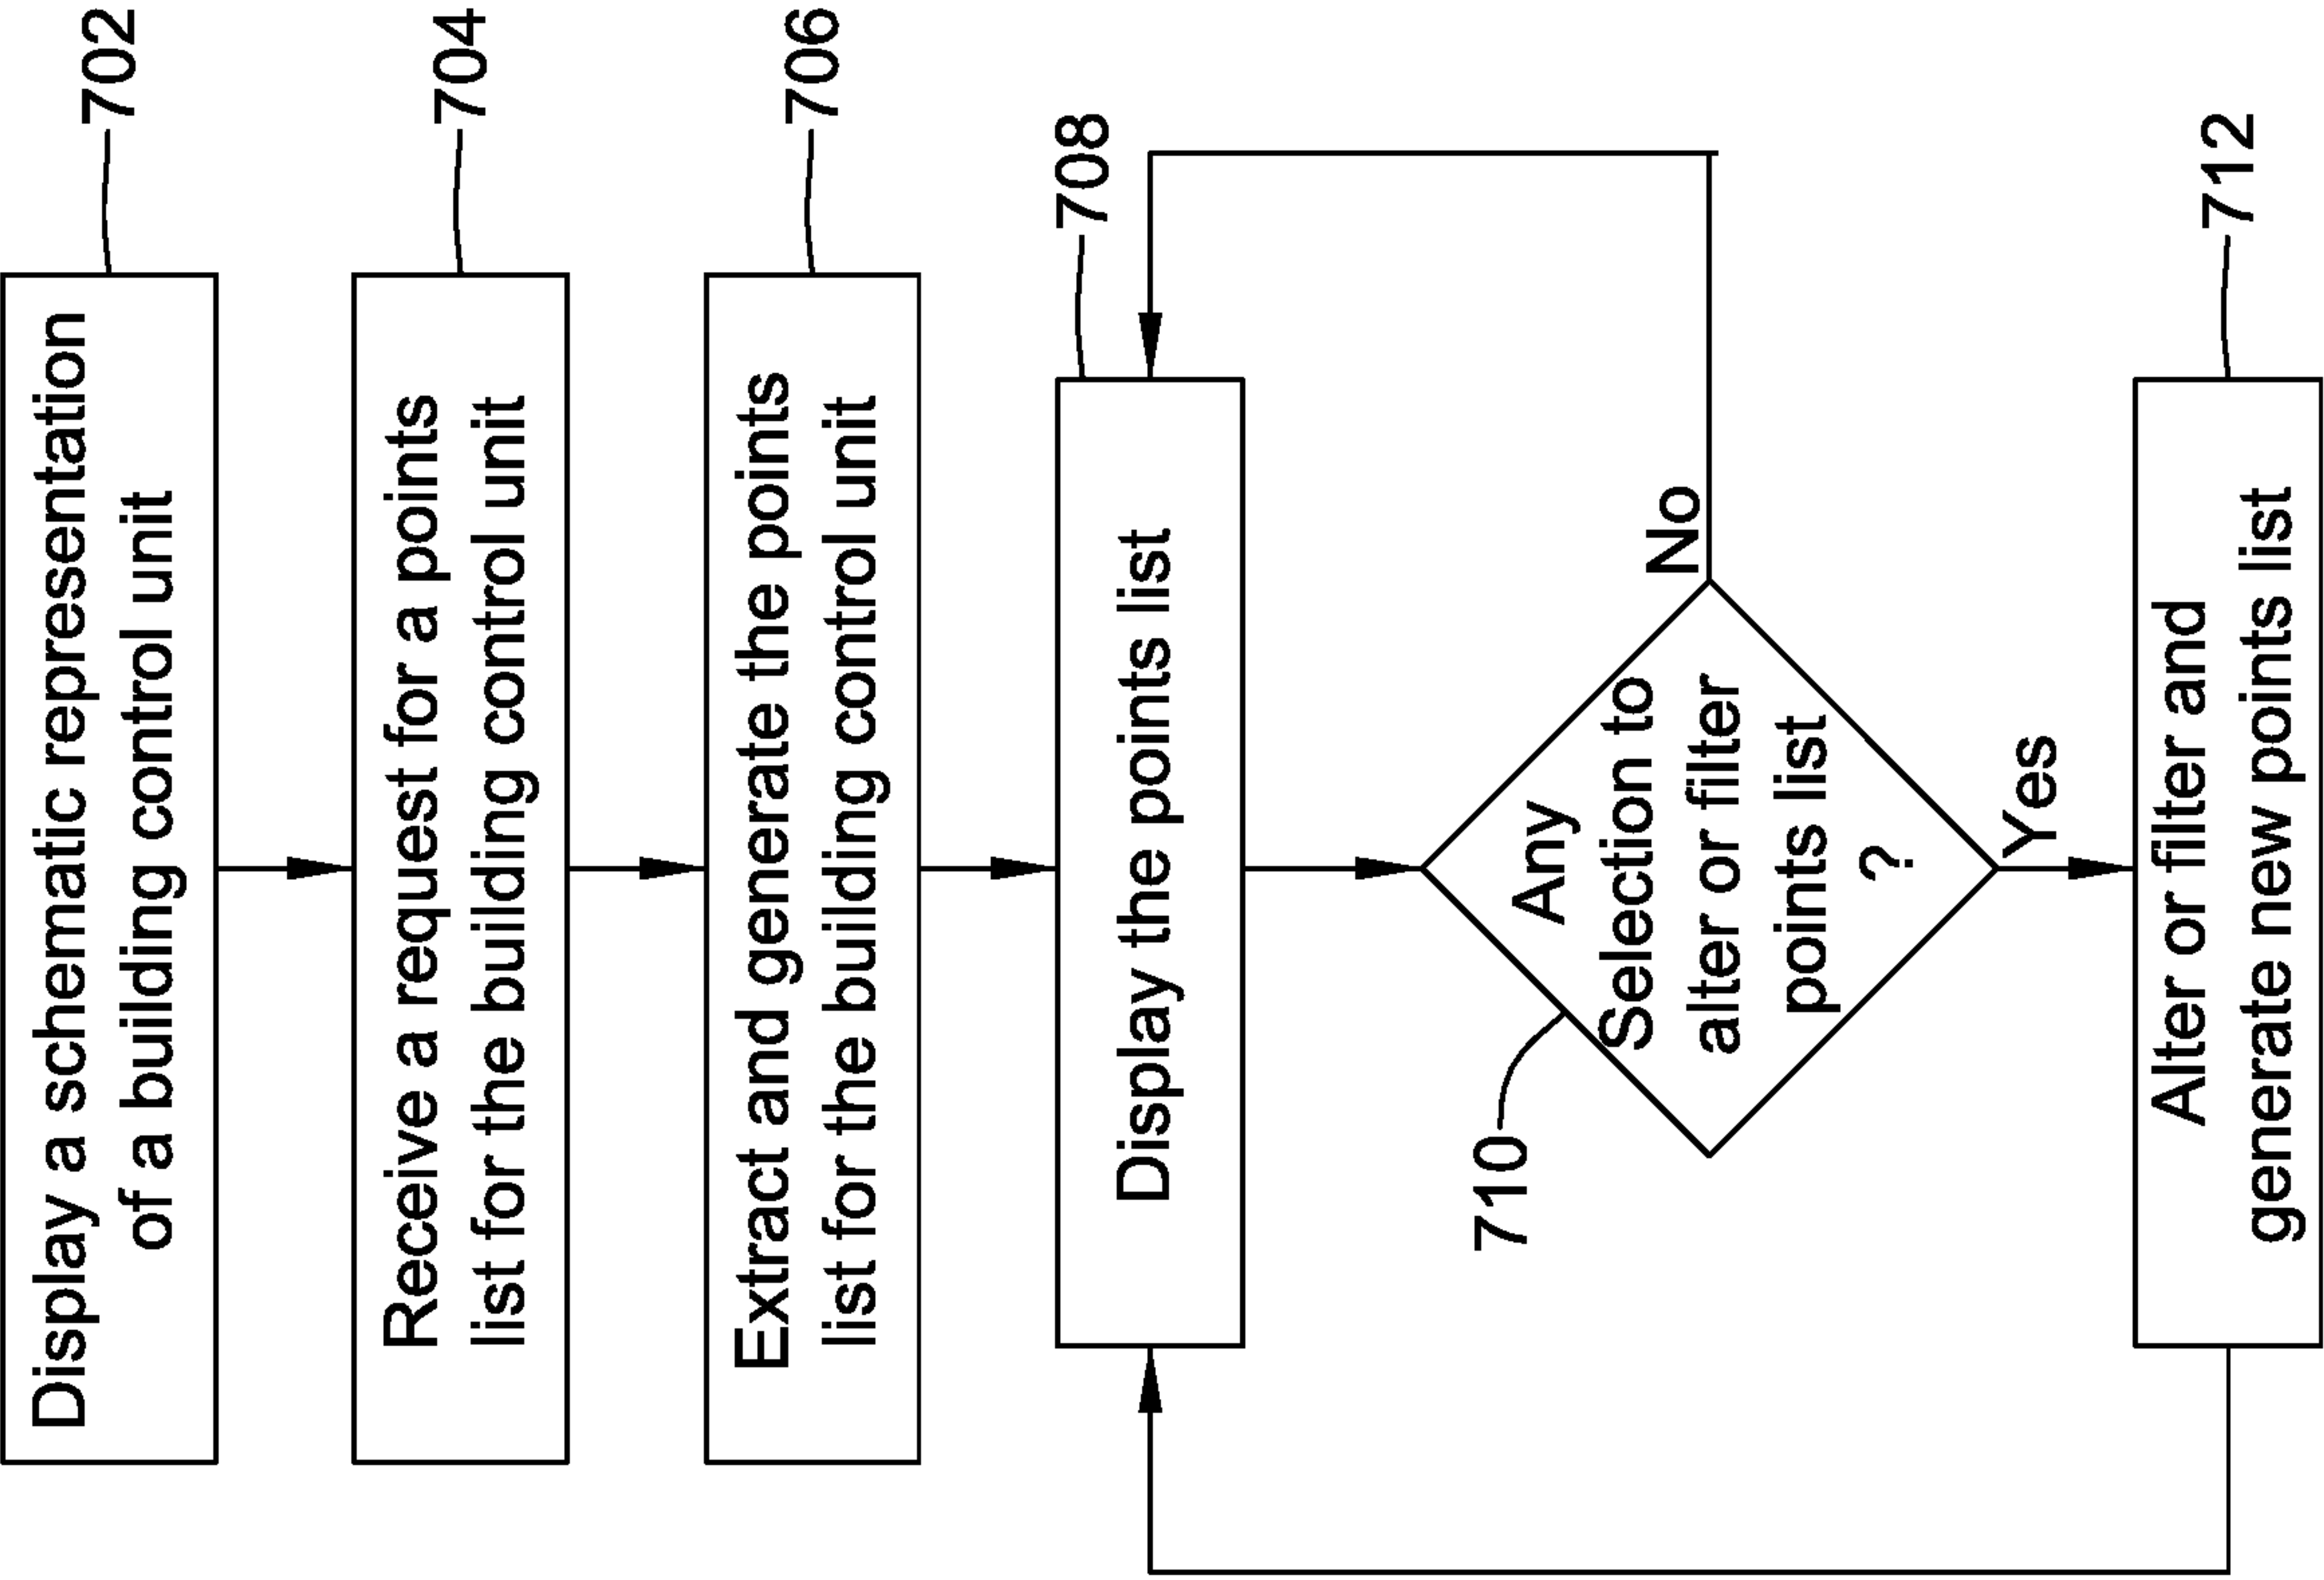 Display a schematic representation
of a building control unit
702
Receive a request for a points
list for the building control unit
704
Extract and generate the points
list for the building control unit
706
Display the points list
708
Any
Selection to
alter or filter
points list
?
710
No
Yes
Alter or filter and
generate new points list
712